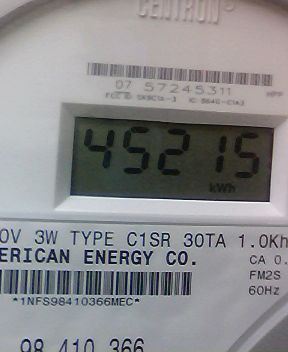 CENTRON®
07 57245311
HPP
45215
kWh
0V 3W TYPE C1SR 30TA 1.0Kh
ERICAN ENERGY CO.
CA 0.
FM2S
60Hz
*1NFS98410366MEC*
98 410 366